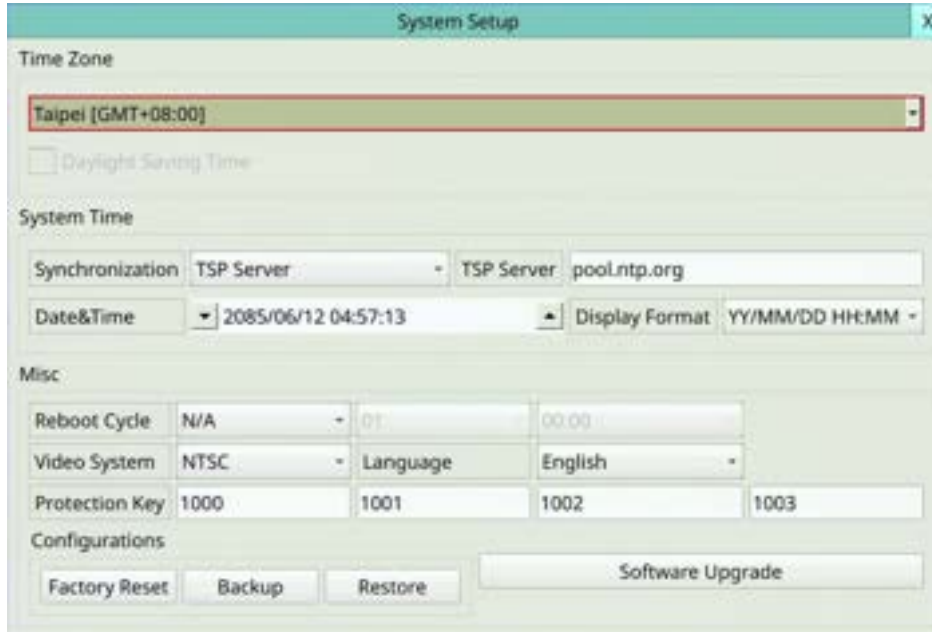 System Setup X
Time Zone
Taipei [GMT+08:00]
Daylight Saving Time
System Time
Synchronization TSP Server TSP Server pool.ntp.org
Date&Time 2085/06/12 04:57:13 Display Format YY/MM/DD HH:MM
Misc
Reboot Cycle N/A 01 00:00
Video System NTSC Language English
Protection Key 1000 1001 1002 1003
Configurations
Factory Reset Backup Restore Software Upgrade